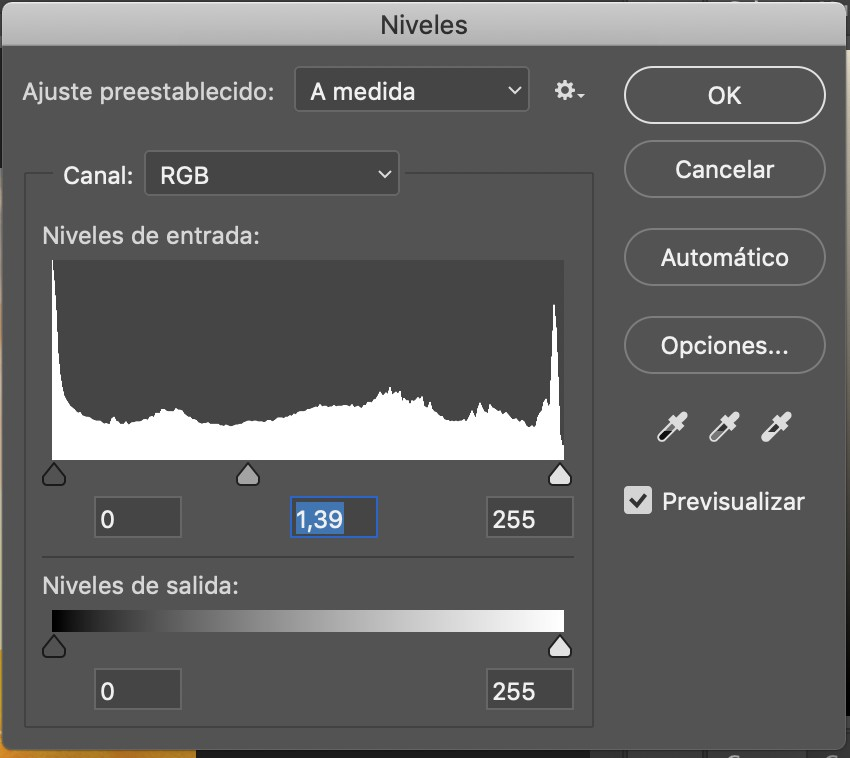 Niveles
Ajuste preestablecido: A medida
OK
Canal: RGB
Cancelar
Niveles de entrada:
Automático
Opciones...
0 1,39 255
Previsualizar
Niveles de salida:
0 255